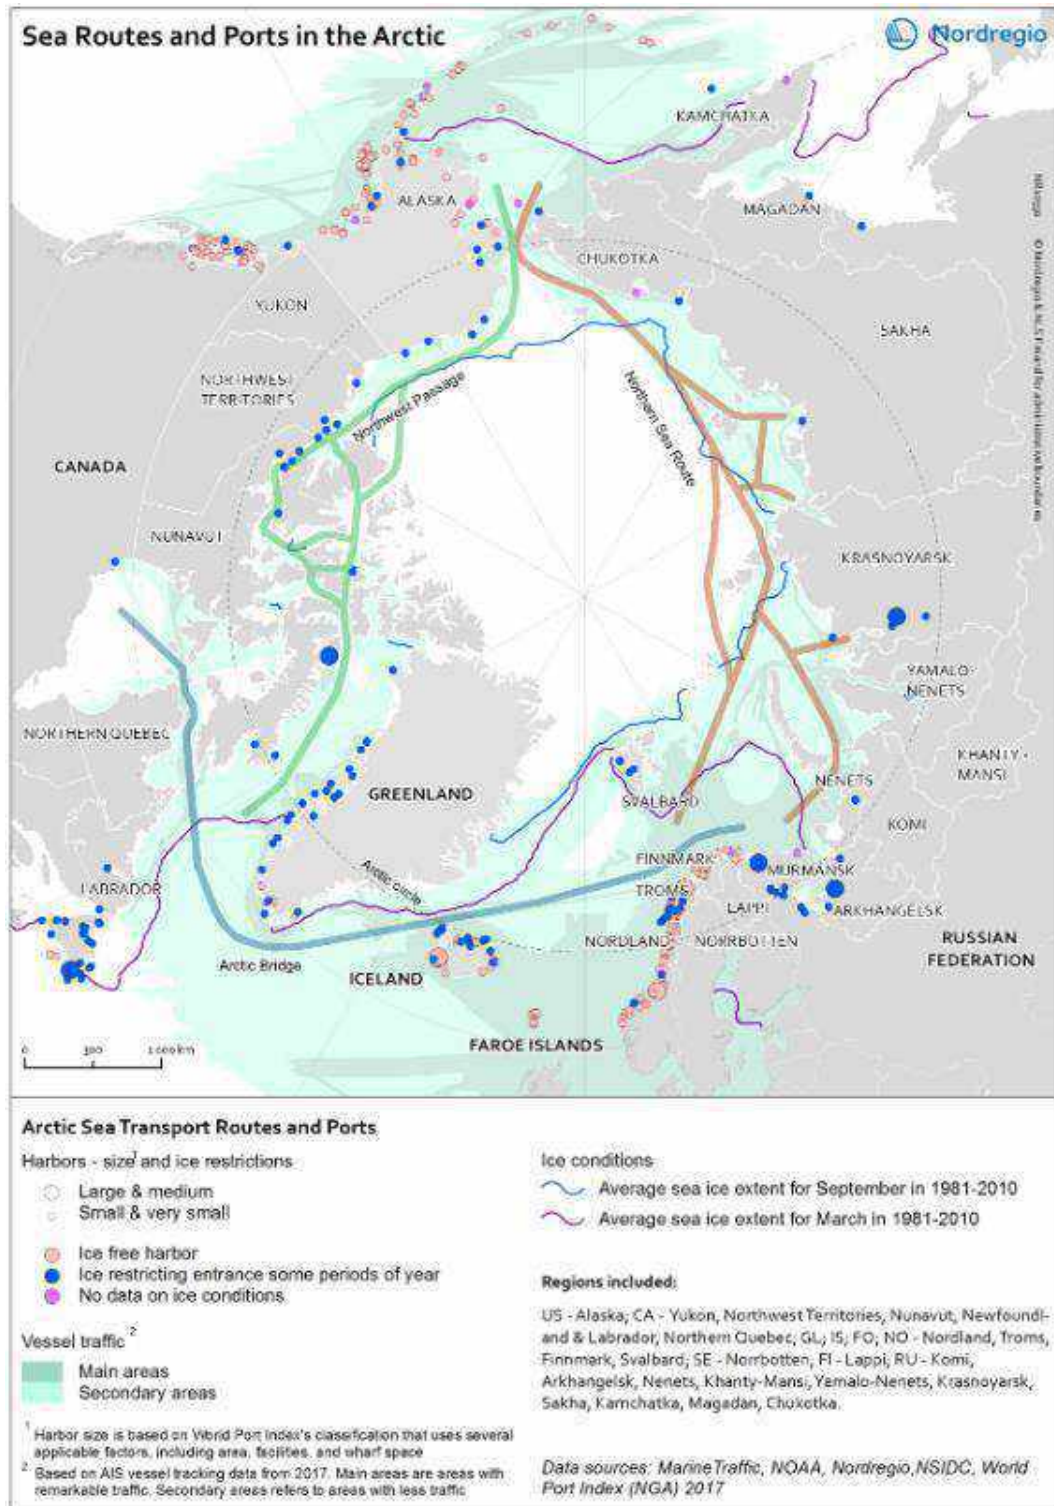 Sea Routes and Ports in the Arctic
Nordregio
KAMCHATKA
ALASKA
MAGADAN
CHUKOTKA
YUKON
SAKHA
NORTHWEST
TERRITORIES
Northwest Passage
Northern Sea Route
CANADA
NUNAVUT
KRASNOYARSK
YAMALO-
NENETS
NORTHERN QUEBEC
KHANTY -
MANSI
NENETS
GREENLAND
SVALBARD
KOMI
FINNMARK
MURMANSK
Arctic circle
LABRADOR
TROMS
LAPPI
ARKHANGELSK
NORDLAND
NORRBOTTEN
RUSSIAN
FEDERATION
Arctic Bridge
ICELAND
FAROE ISLANDS
0
1 000 km
Arctic Sea Transport Routes and Ports
Harbors - size¹ and ice restrictions
Large & medium
Small & very small
Ice free harbor
Ice restricting entrance some periods of year
No data on ice conditions
Vessel traffic ²
Main areas
Secondary areas
¹ Harbor size is based on World Port Index's classification that uses several
applicable factors, including area, facilities, and wharf space
² Based on AIS vessel tracking data from 2017. Main areas are areas with
remarkable traffic. Secondary areas refers to areas with less traffic
Ice conditions
Average sea ice extent for September in 1981-2010
Average sea ice extent for March in 1981-2010
Regions included:
US - Alaska; CA - Yukon, Northwest Territories, Nunavut, Newfoundl-
and & Labrador, Northern Quebec, GL; IS; FO; NO - Nordland, Troms,
Finnmark, Svalbard; SE - Norrbotten; FI - Lappi; RU - Komi,
Arkhangelsk, Nenets, Khanty-Mansi, Yamalo-Nenets, Krasnoyarsk,
Sakha, Kamchatka, Magadan, Chukotka.
Data sources: MarineTraffic, NOAA, Nordregio, NSIDC, World
Port Index (NGA) 2017